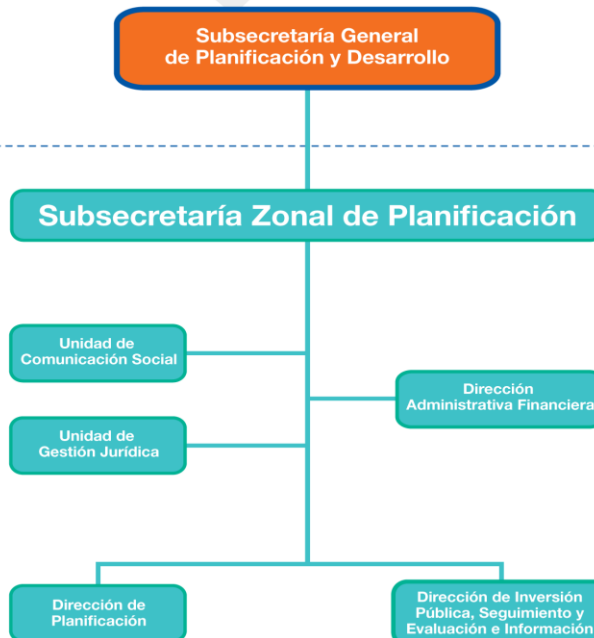 Subsecretaría General
de Planificación y Desarrollo
Subsecretaría Zonal de Planificación
Unidad de
Comunicación Social
Dirección
Administrativa Financiera
Unidad de
Gestión Jurídica
Dirección de
Planificación
Dirección de Inversión
Pública, Seguimiento y
Evaluación e Información